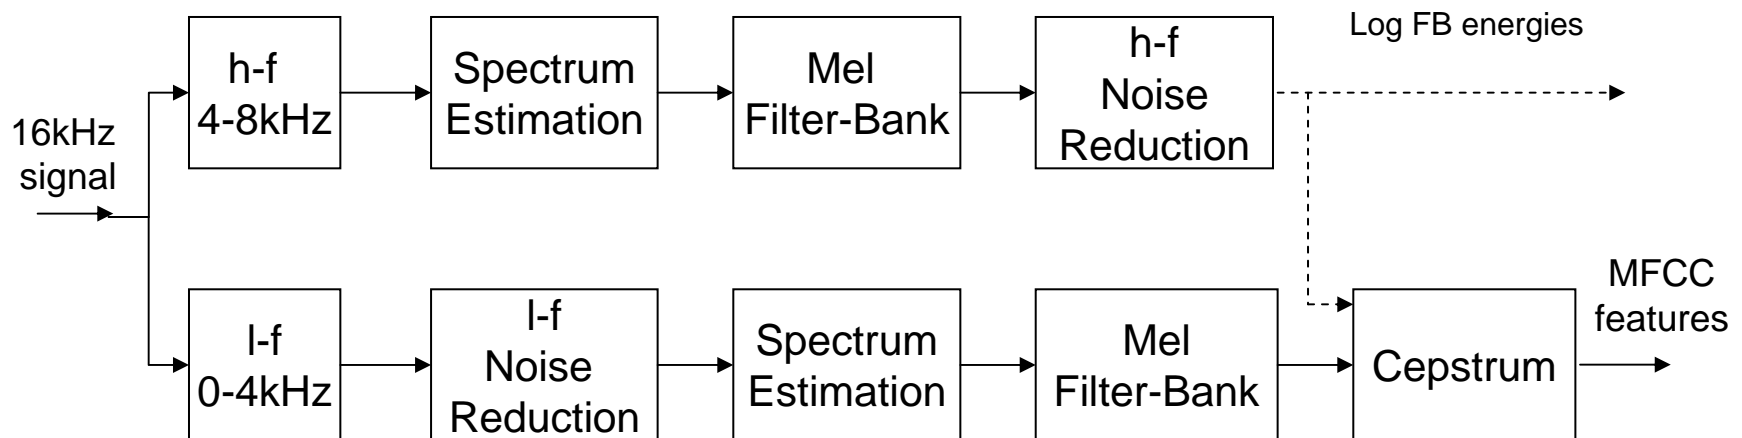 16kHz
signal
h-f
4-8kHz
Spectrum
Estimation
Mel
Filter-Bank
h-f
Noise
Reduction
Log FB energies
l-f
0-4kHz
l-f
Noise
Reduction
Spectrum
Estimation
Mel
Filter-Bank
Cepstrum
MFCC
features